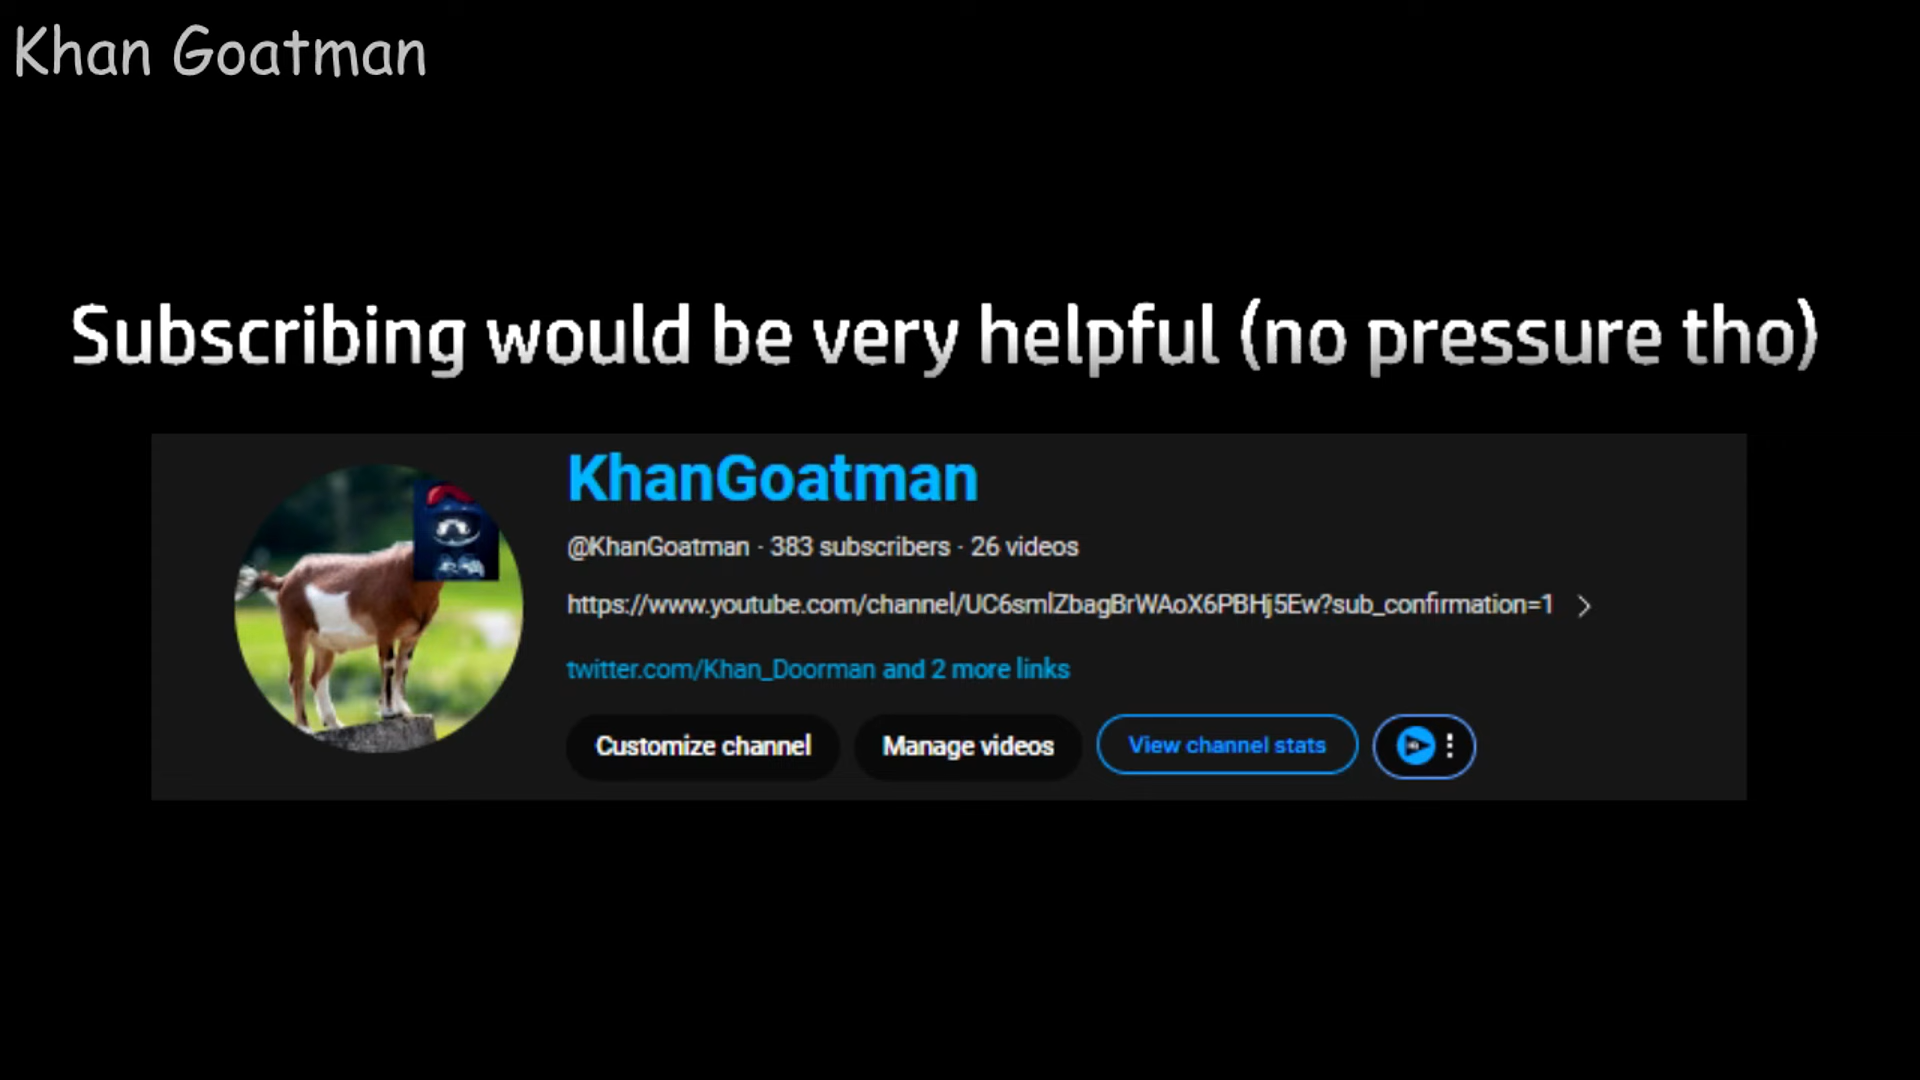 Khan Goatman
Subscribing would be very helpful (no pressure tho)
KhanGoatman
@KhanGoatman · 383 subscribers · 26 videos
https://www.youtube.com/channel/UC6smlZbagBrWAoX6PBHj5Ew?sub_confirmation=1
twitter.com/Khan_Doorman and 2 more links
Customize channel Manage videos View channel stats